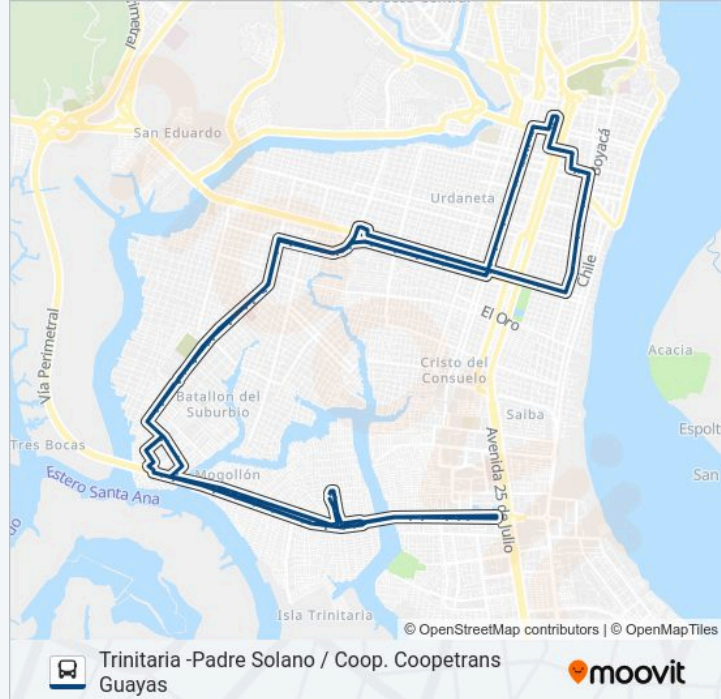 Perimetral
San Eduardo
Boyacá
Urdaneta
Chile
El Oro
Vía Perimetral
Cristo del
Consuelo
Acacia
Batallon del
Suburbio
Saiba
Avenida 25 de Julio
Tres Bocas
Mogollón
Estero Santa Ana
Isla Trinitaria
© OpenStreetMap contributors | © OpenMapTiles
Trinitaria -Padre Solano / Coop. Coopetrans
Guayas
moovit